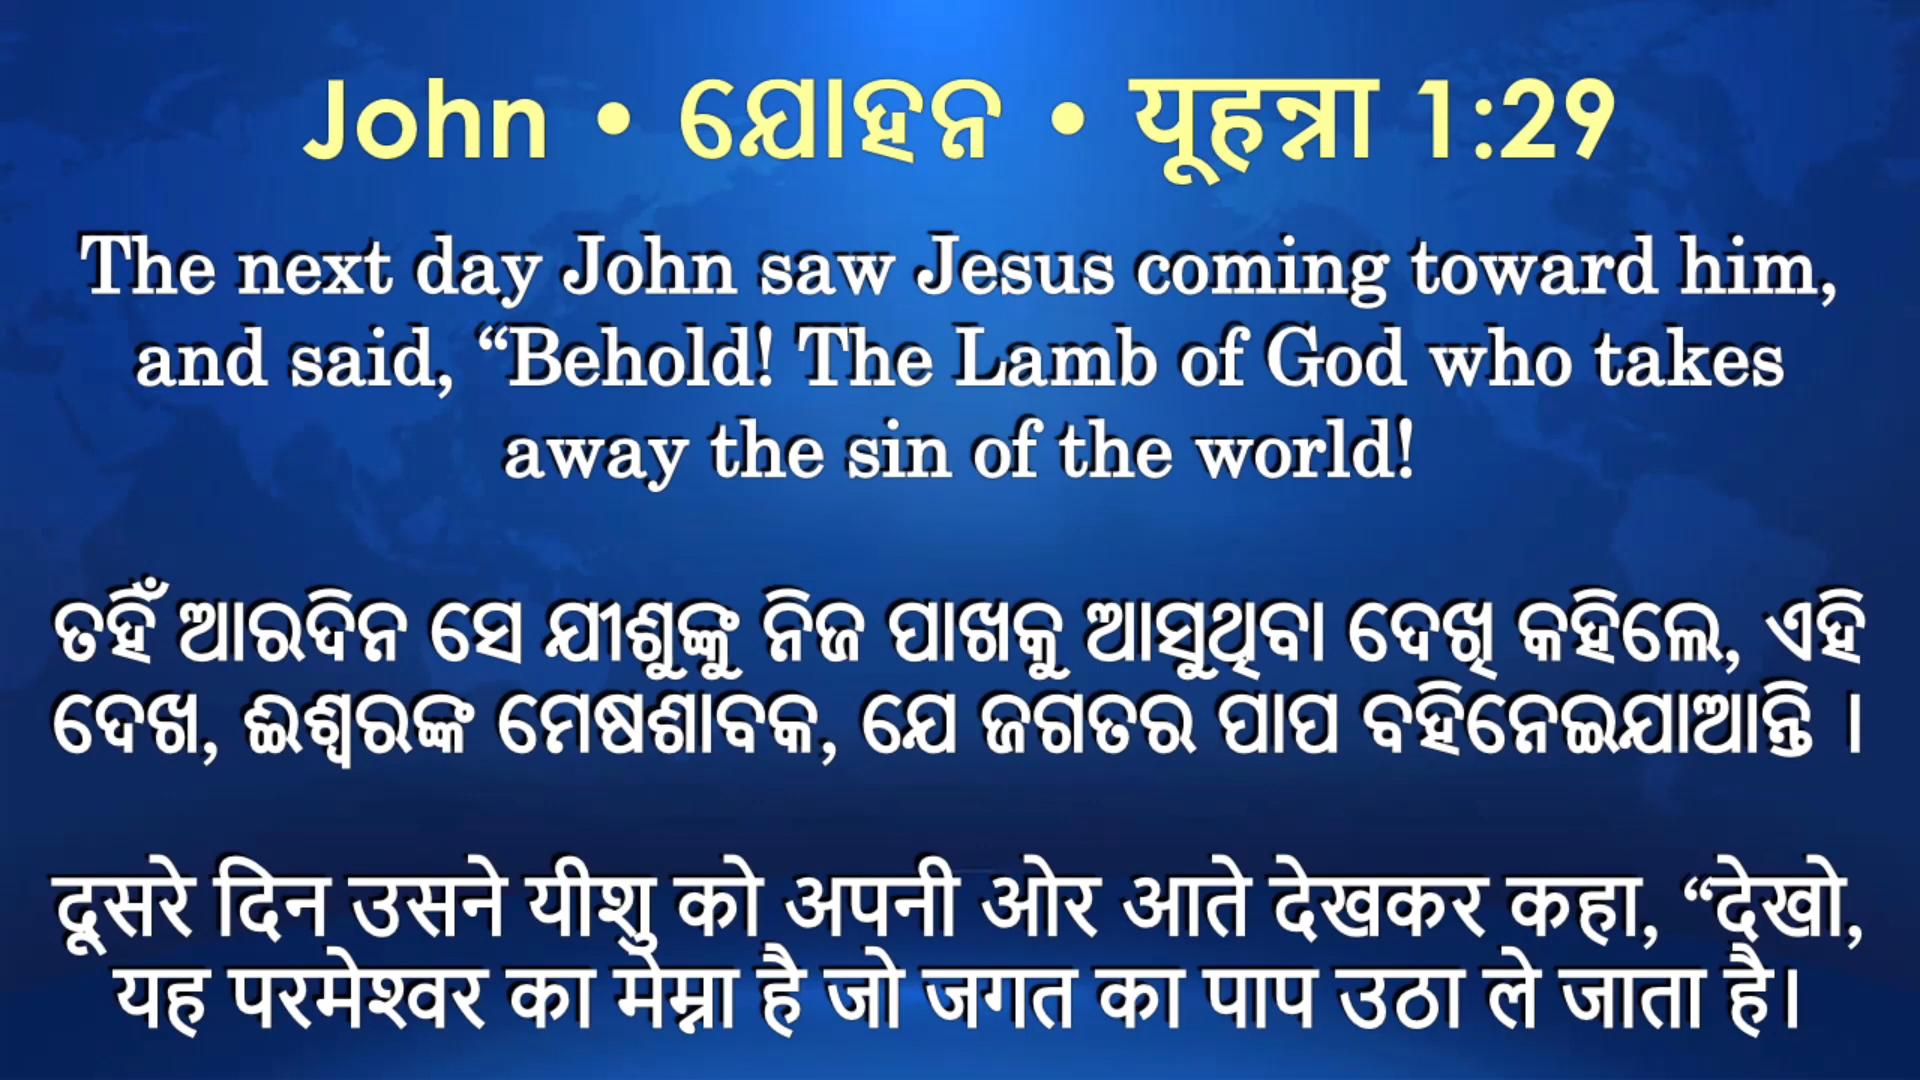 John • ଯୋହନ • यूहन्ना 1:29
The next day John saw Jesus coming toward him,
and said, “Behold! The Lamb of God who takes
away the sin of the world!
ତହିଁ ଆରଦିନ ସେ ଯୀଶୁଙ୍କୁ ନିଜ ପାଖକୁ ଆସୁଥିବା ଦେଖି କହିଲେ, ଏହି
ଦେଖ, ଈଶ୍ୱରଙ୍କ ମେଷଶାବକ, ଯେ ଜଗତର ପାପ ବହିନେଇଯାଆନ୍ତି ।
दूसरे दिन उसने यीशु को अपनी ओर आते देखकर कहा, “देखो,
यह परमेश्वर का मेम्ना है जो जगत का पाप उठा ले जाता है।